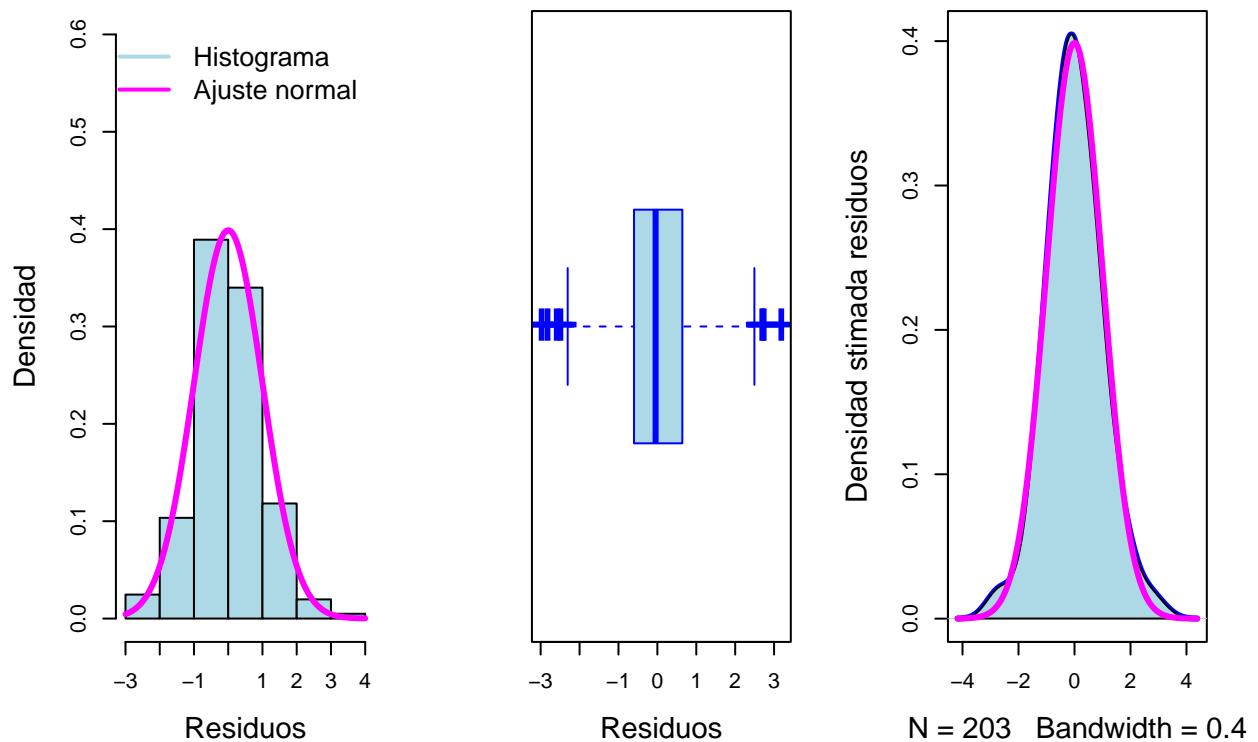 Histograma
Ajuste normal
Densidad
0.0 0.1 0.2 0.3 0.4 0.5 0.6
−3 −1 1 2 3 4
Residuos
−3 −1 0 1 2 3
Residuos
Densidad stimada residuos
0.0 0.1 0.2 0.3 0.4
−4 −2 0 2 4
N = 203 Bandwidth = 0.4